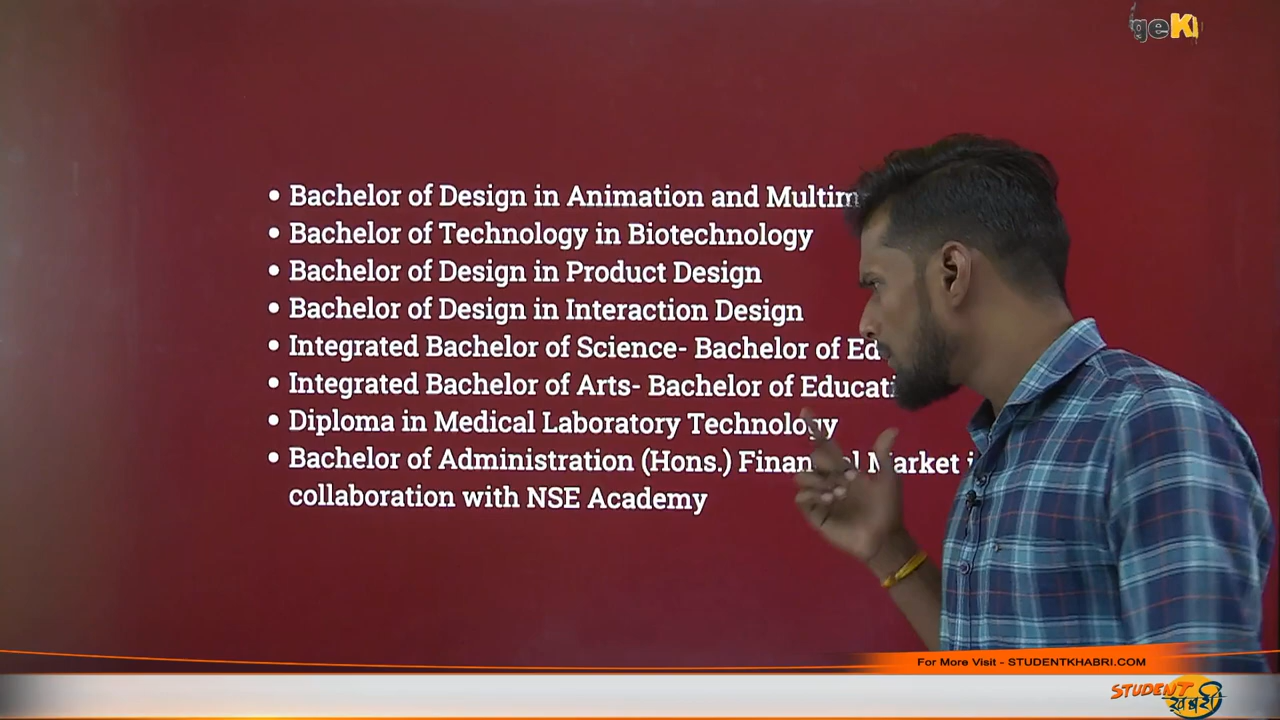 geK
• Bachelor of Design in Animation and
• Bachelor of Technology in Biotechnology
• Bachelor of Design in Product Design
• Bachelor of Design in Interaction Design
• Integrated Bachelor of Science- Bachelor of
• Integrated Bachelor of Arts- Bachelor of
• Diploma in Medical Laboratory Technology
• Bachelor of Administration (Hons.) Financial Market
collaboration with NSE Academy
For More Visit - STUDENTKHABRI.COM
STUDENT
खबरी